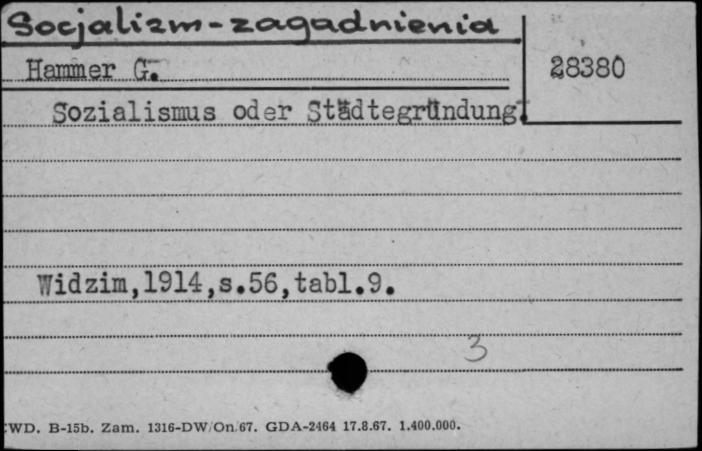 Socjalizm-zagadnienia
Hammer G.
28380
Sozialismus oder Städtegründung.
Widzim,1914,s.56,tabl.9.
3
WD. B-15b. Zam. 1316-DW/On/67. GDA-2464 17.8.67. 1.400.000.